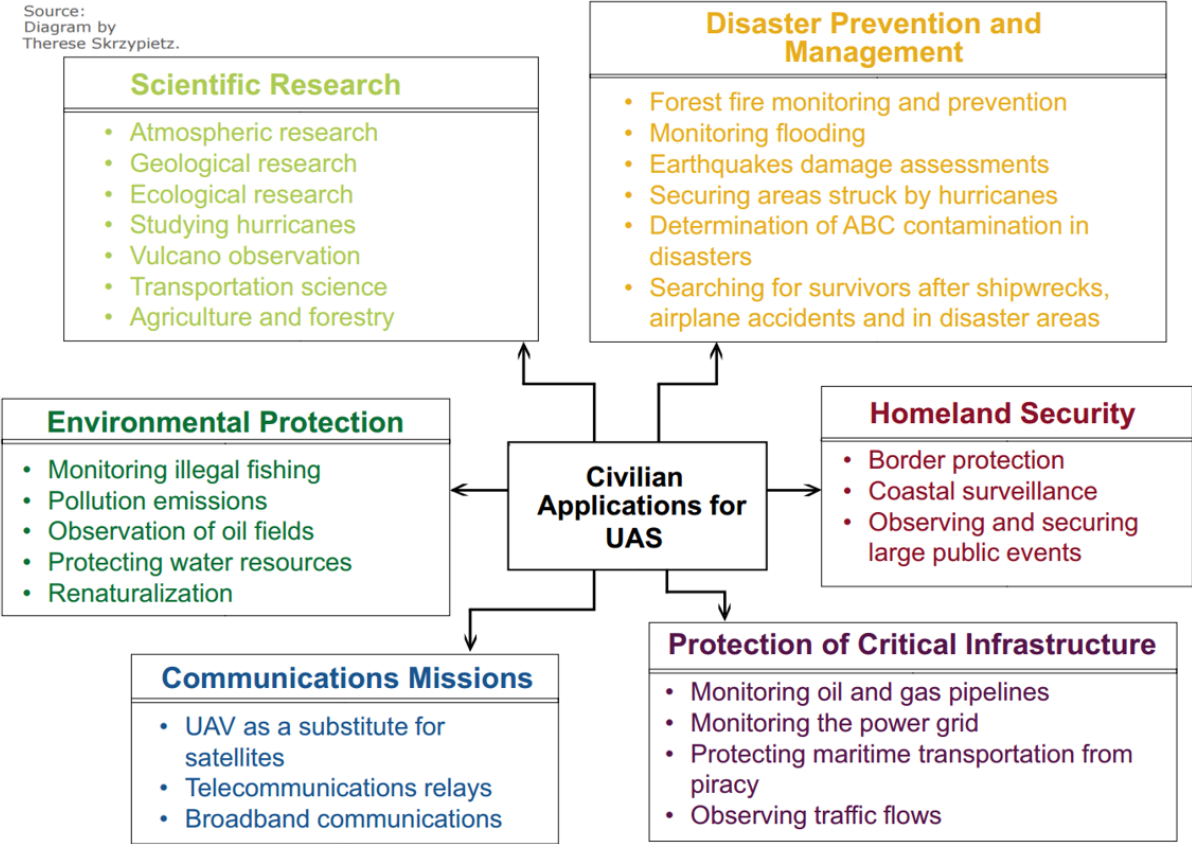 Source:
Diagram by
Therese Skrzypietz.
Scientific Research
• Atmospheric research
• Geological research
• Ecological research
• Studying hurricanes
• Vulcano observation
• Transportation science
• Agriculture and forestry
Disaster Prevention and
Management
• Forest fire monitoring and prevention
• Monitoring flooding
• Earthquakes damage assessments
• Securing areas struck by hurricanes
• Determination of ABC contamination in
disasters
• Searching for survivors after shipwrecks,
airplane accidents and in disaster areas
Environmental Protection
• Monitoring illegal fishing
• Pollution emissions
• Observation of oil fields
• Protecting water resources
• Renaturalization
Civilian
Applications for
UAS
Homeland Security
• Border protection
• Coastal surveillance
• Observing and securing
large public events
Communications Missions
• UAV as a substitute for
satellites
• Telecommunications relays
• Broadband communications
Protection of Critical Infrastructure
• Monitoring oil and gas pipelines
• Monitoring the power grid
• Protecting maritime transportation from
piracy
• Observing traffic flows